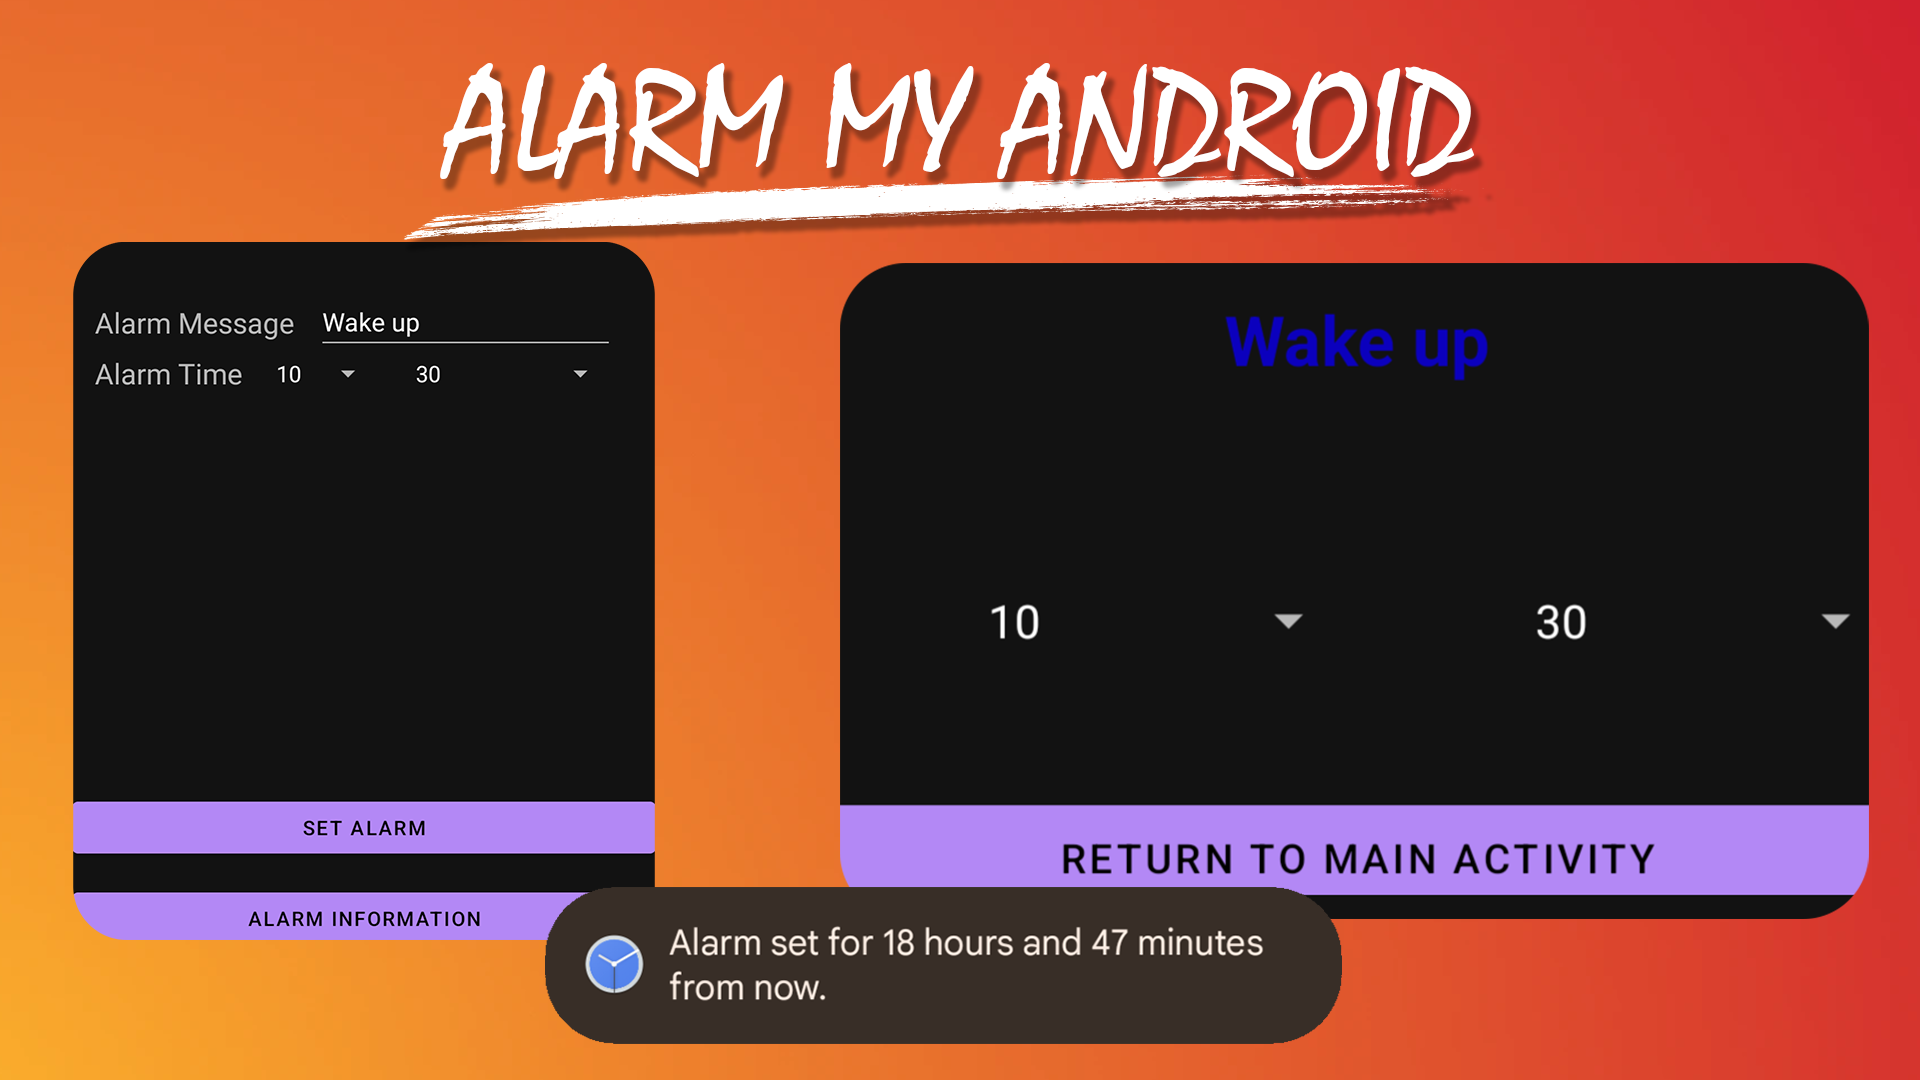 ALARM MY ANDROID
Alarm Message Wake up
Alarm Time 10 30
SET ALARM
ALARM INFORMATION
Wake up
10 30
RETURN TO MAIN ACTIVITY
Alarm set for 18 hours and 47 minutes
from now.